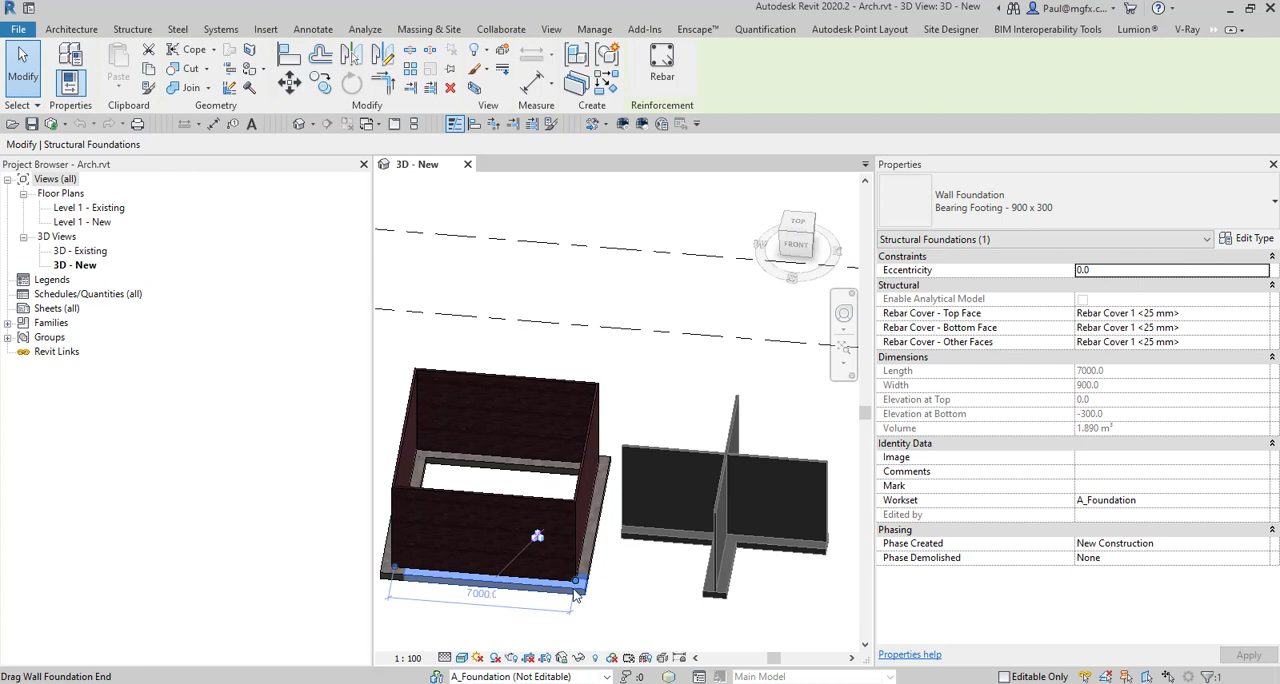 Autodesk Revit 2020.2 - Arch.rvt - 3D View: 3D - New
Paul@mgfx.c...
File Architecture Structure Steel Systems Insert Annotate Analyze Massing & Site Collaborate View Manage Add-Ins Enscape™ Quantification Autodesk Point Layout Site Designer BIM Interoperability Tools Lumion® V-Ray
Modify Paste Cope Cut Join Rebar
Select Properties Clipboard Geometry Modify View Measure Create Reinforcement
Modify | Structural Foundations
Project Browser - Arch.rvt
Views (all)
Floor Plans
Level 1 - Existing
Level 1 - New
3D Views
3D - Existing
3D - New
Legends
Schedules/Quantities (all)
Sheets (all)
Families
Groups
Revit Links
3D - New
TOP
FRONT
7000.0
1 : 100
Properties
Wall Foundation
Bearing Footing - 900 x 300
Structural Foundations (1) Edit Type
Constraints
Eccentricity 0.0
Structural
Enable Analytical Model
Rebar Cover - Top Face Rebar Cover 1 <25 mm>
Rebar Cover - Bottom Face Rebar Cover 1 <25 mm>
Rebar Cover - Other Faces Rebar Cover 1 <25 mm>
Dimensions
Length 7000.0
Width 900.0
Elevation at Top 0.0
Elevation at Bottom -300.0
Volume 1.890 m³
Identity Data
Image
Comments
Mark
Workset A_Foundation
Edited by
Phasing
Phase Created New Construction
Phase Demolished None
Properties help Apply
Drag Wall Foundation End A_Foundation (Not Editable) :0 Main Model Editable Only :1